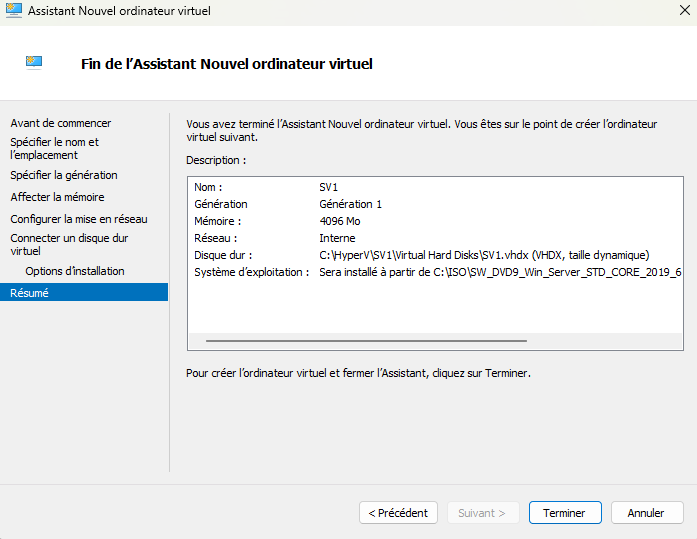 Assistant Nouvel ordinateur virtuel
Fin de l’Assistant Nouvel ordinateur virtuel
Avant de commencer
Spécifier le nom et
l’emplacement
Spécifier la génération
Affecter la mémoire
Configurer la mise en réseau
Connecter un disque dur
virtuel
Options d’installation
Résumé
Vous avez terminé l’Assistant Nouvel ordinateur virtuel. Vous êtes sur le point de créer l’ordinateur
virtuel suivant.
Description :
Nom : SV1
Génération Génération 1
Mémoire : 4096 Mo
Réseau : Interne
Disque dur : C:\HyperV\SV1\Virtual Hard Disks\SV1.vhdx (VHDX, taille dynamique)
Système d’exploitation : Sera installé à partir de C:\ISO\SW_DVD9_Win_Server_STD_CORE_2019_6
Pour créer l’ordinateur virtuel et fermer l’Assistant, cliquez sur Terminer.
< Précédent Suivant > Terminer Annuler